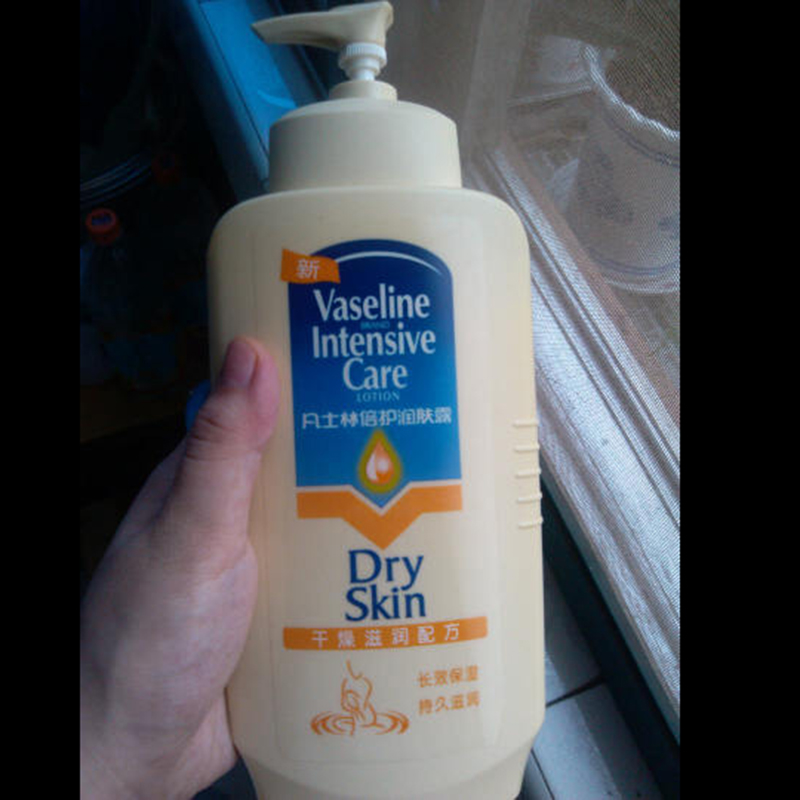 新
Vaseline
BRAND
Intensive
Care
LOTION
凡士林倍护润肤露
Dry
Skin
干燥滋润配方
长效保湿
持久滋润